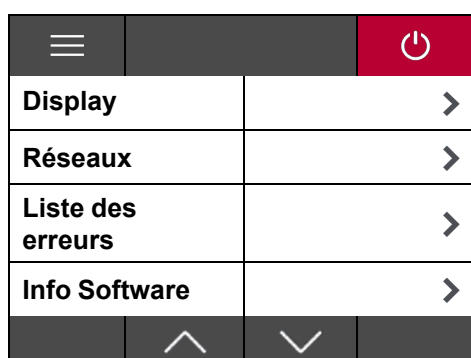 Display
Réseaux
Liste des
erreurs
Info Software